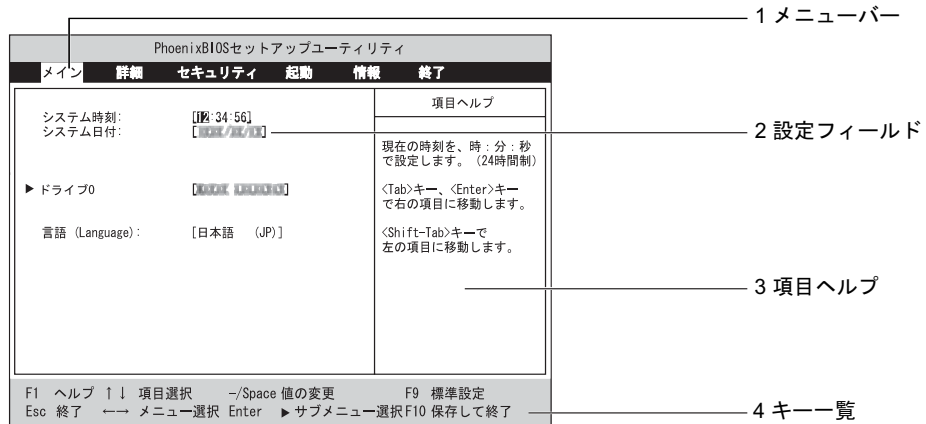 1 メニューバー
PhoenixBIOSセットアップユーティリティ
メイン 詳細 セキュリティ 起動 情報 終了
システム時刻: [12:34:56]
システム日付:
2 設定フィールド
▶ ドライブ0
言語 (Language): [日本語 (JP)]
項目ヘルプ
現在の時刻を、時：分：秒
で設定します。（24時間制）
<Tab>キー、<Enter>キー
で右の項目に移動します。
<Shift-Tab>キーで
左の項目に移動します。
3 項目ヘルプ
F1 ヘルプ ↑↓ 項目選択 -/Space 値の変更 F9 標準設定
Esc 終了 ←→ メニュー選択 Enter ▶ サブメニュー選択 F10 保存して終了
4 キー一覧